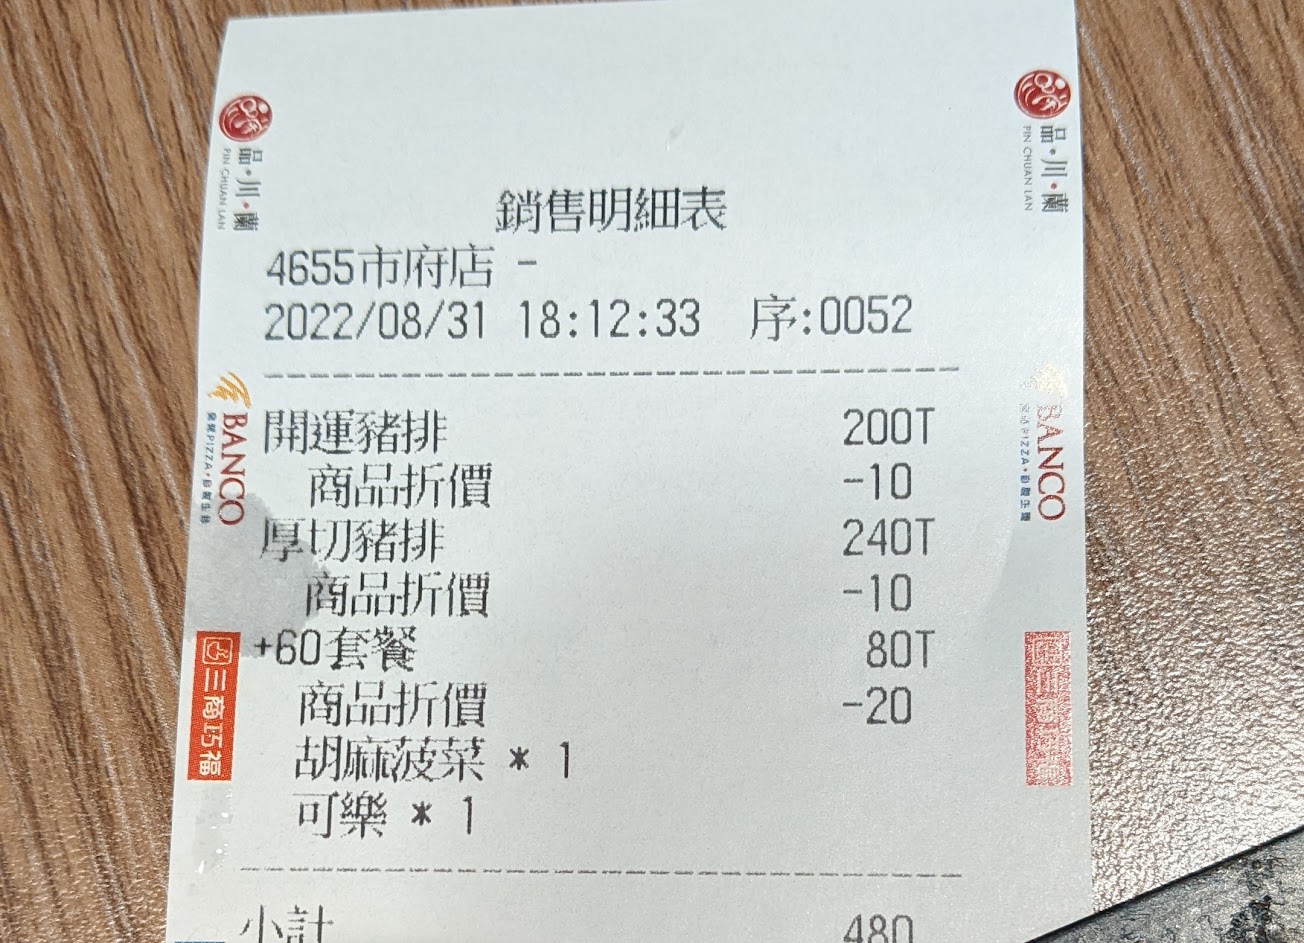 銷售明細表
4655市府店 -
2022/08/31 18:12:33 序:0052
開運豬排 200T
商品折價 -10
厚切豬排 240T
商品折價 -10
+60套餐 80T
商品折價 -20
胡麻菠菜 * 1
可樂 * 1
小計 480
品·川·蘭
PIN CHUAN LAN
BANCO
三商巧福
品·川·蘭
PIN CHUAN LAN
BANCO